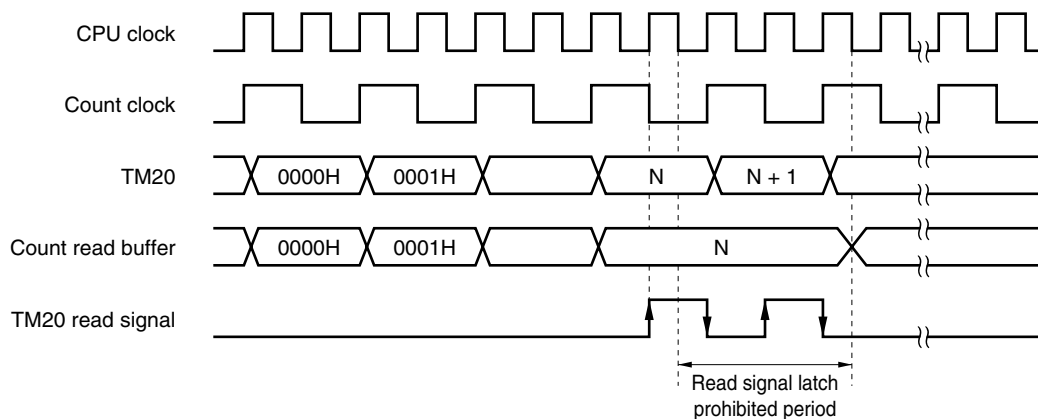 CPU clock
Count clock
TM20 0000H 0001H N N + 1
Count read buffer 0000H 0001H N
TM20 read signal
Read signal latch
prohibited period